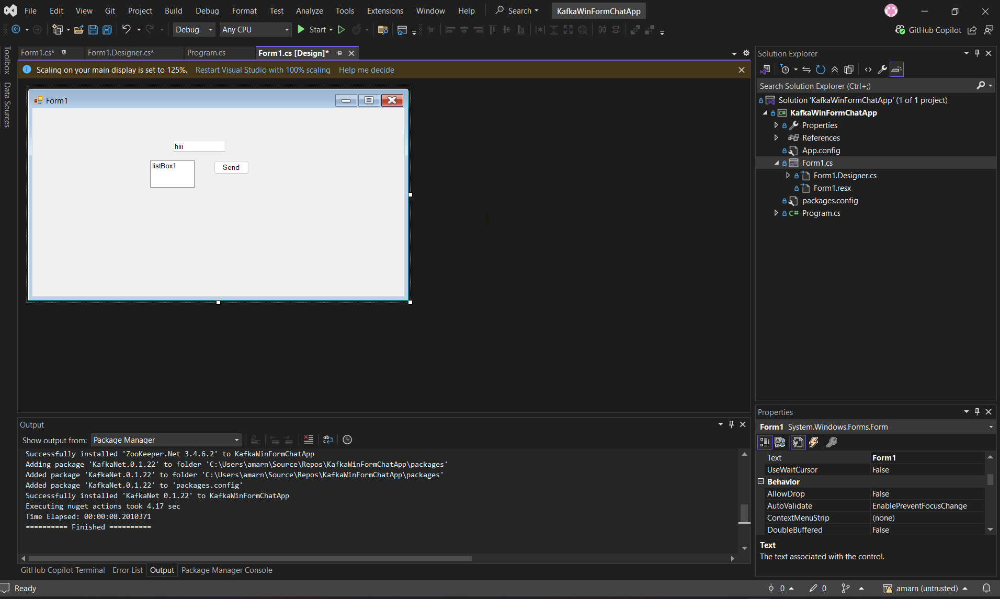 File Edit View Git Project Build Debug Format Test Analyze Tools Extensions Window Help Search KafkaWinFormChatApp
Debug Any CPU Start GitHub Copilot
Toolbox
Data Sources
Form1.cs* Form1.Designer.cs* Program.cs Form1.cs [Design]*
Scaling on your main display is set to 125%. Restart Visual Studio with 100% scaling Help me decide
Form1
hiii
listBox1
Send
Solution Explorer
Search Solution Explorer (Ctrl+;)
Solution 'KafkaWinFormChatApp' (1 of 1 project)
KafkaWinFormChatApp
Properties
References
App.config
Form1.cs
Form1.Designer.cs
Form1.resx
packages.config
C# Program.cs
Output
Show output from: Package Manager
Successfully installed 'ZooKeeper.Net 3.4.6.2' to KafkaWinFormChatApp
Adding package 'KafkaNet.0.1.22' to folder 'C:\Users\amarn\Source\Repos\KafkaWinFormChatApp\packages'
Added package 'KafkaNet.0.1.22' to folder 'C:\Users\amarn\Source\Repos\KafkaWinFormChatApp\packages'
Added package 'KafkaNet.0.1.22' to 'packages.config'
Successfully installed 'KafkaNet 0.1.22' to KafkaWinFormChatApp
Executing nuget actions took 4.17 sec
Time Elapsed: 00:00:08.2010371
========== Finished ==========
GitHub Copilot Terminal Error List Output Package Manager Console
Properties
Form1 System.Windows.Forms.Form
Text Form1
UseWaitCursor False
Behavior
AllowDrop False
AutoValidate EnablePreventFocusChange
ContextMenuStrip (none)
DoubleBuffered False
Text
The text associated with the control.
Ready 0 0 amarn (untrusted)